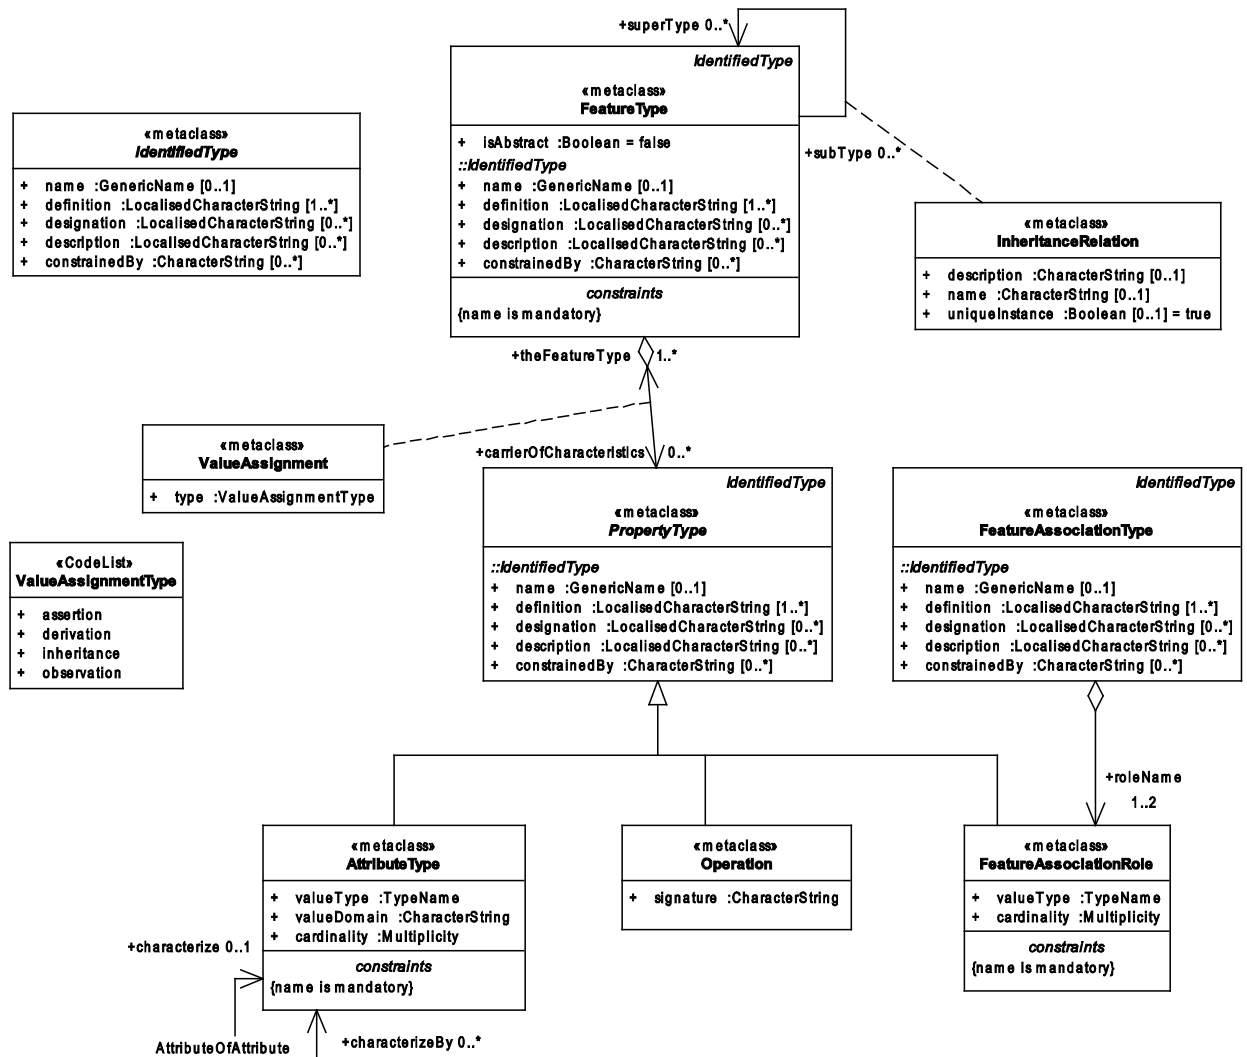 +superType 0..*
IdentifiedType
«metaclass»
FeatureType
+ isAbstract :Boolean = false
::IdentifiedType
+ name :GenericName [0..1]
+ definition :LocalisedCharacterString [1..*]
+ designation :LocalisedCharacterString [0..*]
+ description :LocalisedCharacterString [0..*]
+ constrainedBy :CharacterString [0..*]
constraints
{name is mandatory}
«metaclass»
IdentifiedType
+ name :GenericName [0..1]
+ definition :LocalisedCharacterString [1..*]
+ designation :LocalisedCharacterString [0..*]
+ description :LocalisedCharacterString [0..*]
+ constrainedBy :CharacterString [0..*]
+subType 0..*
«metaclass»
InheritanceRelation
+ description :CharacterString [0..1]
+ name :CharacterString [0..1]
+ uniqueInstance :Boolean [0..1] = true
+theFeatureType 1..*
«metaclass»
ValueAssignment
+ type :ValueAssignmentType
+carrierOfCharacteristics 0..*
IdentifiedType
«metaclass»
PropertyType
::IdentifiedType
+ name :GenericName [0..1]
+ definition :LocalisedCharacterString [1..*]
+ designation :LocalisedCharacterString [0..*]
+ description :LocalisedCharacterString [0..*]
+ constrainedBy :CharacterString [0..*]
IdentifiedType
«metaclass»
FeatureAssociationType
::IdentifiedType
+ name :GenericName [0..1]
+ definition :LocalisedCharacterString [1..*]
+ designation :LocalisedCharacterString [0..*]
+ description :LocalisedCharacterString [0..*]
+ constrainedBy :CharacterString [0..*]
«CodeList»
ValueAssignmentType
+ assertion
+ derivation
+ inheritance
+ observation
+roleName
1..2
«metaclass»
AttributeType
+ valueType :TypeName
+ valueDomain :CharacterString
+ cardinality :Multiplicity
constraints
{name is mandatory}
«metaclass»
Operation
+ signature :CharacterString
«metaclass»
FeatureAssociationRole
+ valueType :TypeName
+ cardinality :Multiplicity
constraints
{name is mandatory}
+characterize 0..1
AttributeOfAttribute
+characterizeBy 0..*